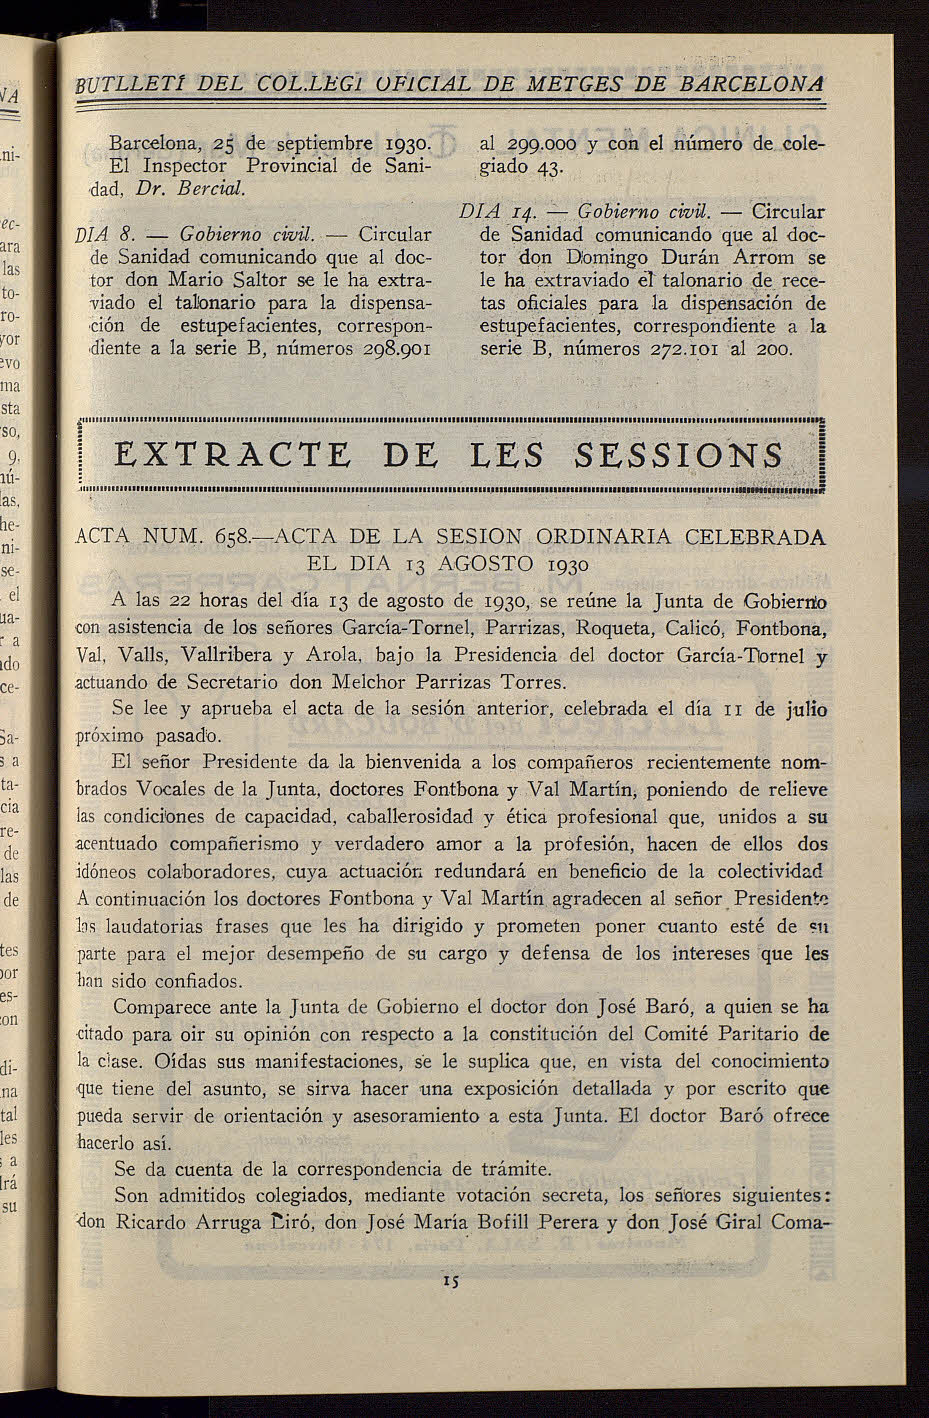 BUTLLETÍ DEL COL.LEGI OFICIAL DE METGES DE BARCELONA
Barcelona, 25 de septiembre 1930.
El Inspector Provincial de Sani-
dad, Dr. Bercial.
DIA 8. — Gobierno civil. — Circular
de Sanidad comunicando que al doc-
tor don Mario Saltor se le ha extra-
viado el talonario para la dispensa-
ción de estupefacientes, correspon-
diente a la serie B, números 298.901
al 299.000 y con el número de cole-
giado 43.
DIA 14. — Gobierno civil. — Circular
de Sanidad comunicando que al doc-
tor don Domingo Durán Arrom se
le ha extraviado el talonario de rece-
tas oficiales para la dispensación de
estupefacientes, correspondiente a la
serie B, números 272.101 al 200.
EXTRACTE DE LES SESSIONS
ACTA NUM. 658.—ACTA DE LA SESION ORDINARIA CELEBRADA
EL DIA 13 AGOSTO 1930
A las 22 horas del día 13 de agosto de 1930, se reúne la Junta de Gobierno
con asistencia de los señores García-Tornel, Parrizas, Roqueta, Calicó, Fontbona,
Val, Valls, Vallribera y Arola, bajo la Presidencia del doctor García-Tornel y
actuando de Secretario don Melchor Parrizas Torres.
Se lee y aprueba el acta de la sesión anterior, celebrada el día 11 de julio
próximo pasado.
El señor Presidente da la bienvenida a los compañeros recientemente nom-
brados Vocales de la Junta, doctores Fontbona y Val Martín, poniendo de relieve
las condiciones de capacidad, caballerosidad y ética profesional que, unidos a su
acentuado compañerismo y verdadero amor a la profesión, hacen de ellos dos
idóneos colaboradores, cuya actuación redundará en beneficio de la colectividad
A continuación los doctores Fontbona y Val Martín agradecen al señor Presidente
las laudatorias frases que les ha dirigido y prometen poner cuanto esté de su
parte para el mejor desempeño de su cargo y defensa de los intereses que les
han sido confiados.
Comparece ante la Junta de Gobierno el doctor don José Baró, a quien se ha
citado para oir su opinión con respecto a la constitución del Comité Paritario de
la clase. Oídas sus manifestaciones, se le suplica que, en vista del conocimiento
que tiene del asunto, se sirva hacer una exposición detallada y por escrito que
pueda servir de orientación y asesoramiento a esta Junta. El doctor Baró ofrece
hacerlo así.
Se da cuenta de la correspondencia de trámite.
Son admitidos colegiados, mediante votación secreta, los señores siguientes:
don Ricardo Arruga Liró, don José María Bofill Perera y don José Giral Coma-
15